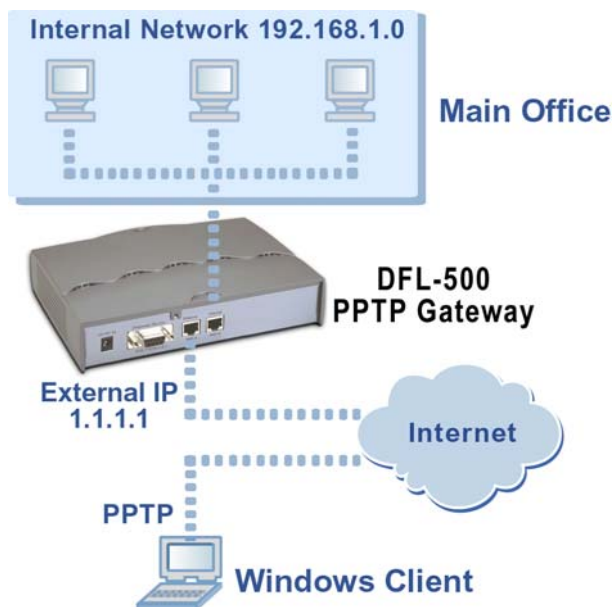 Internal Network 192.168.1.0
Main Office
DFL-500
PPTP Gateway
External IP
1.1.1.1
Internet
PPTP
Windows Client